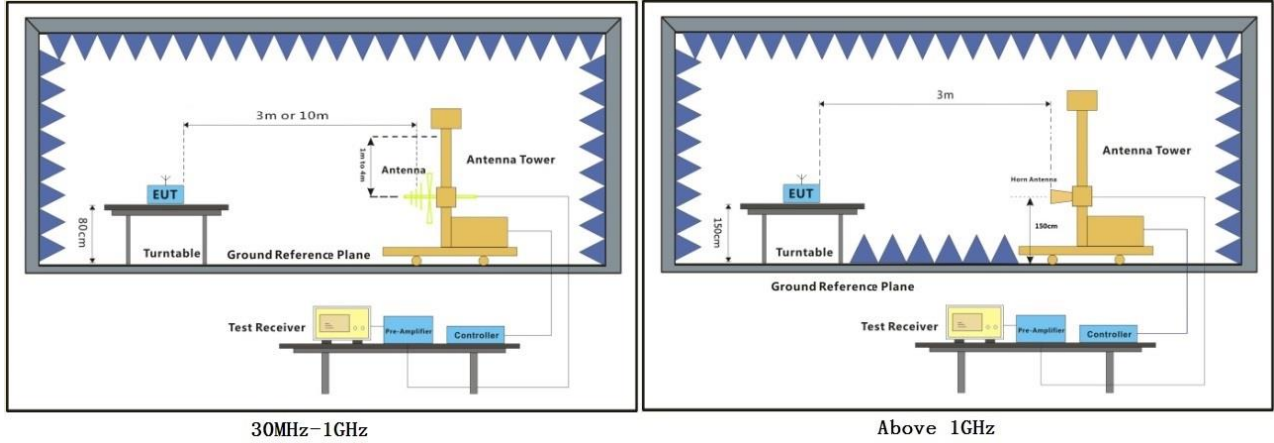 3m or 10m
1m to 4m
Antenna
Antenna Tower
EUT
80cm
Turntable
Ground Reference Plane
Test Receiver
Pre-Amplifier
Controller
30MHz-1GHz
3m
Antenna Tower
Horn Antenna
EUT
150cm
150cm
Turntable
Ground Reference Plane
Test Receiver
Pre-Amplifier
Controller
Above 1GHz